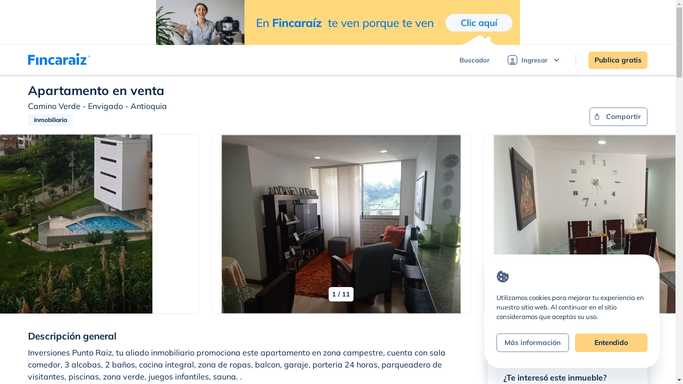 En Fincaraíz te ven porque te ven
Clic aquí
Fincaraíz
Buscador
Ingresar
Publica gratis
Apartamento en venta
Camino Verde - Envigado - Antioquia
Inmobiliaria
Compartir
1 / 11
Utilizamos cookies para mejorar tu experiencia en
nuestro sitio web. Al continuar en el sitio
consideramos que aceptas su uso.
Más información
Entendido
Descripción general
Inversiones Punto Raiz, tu aliado inmobiliario promociona este apartamento en zona campestre, cuenta con sala
comedor, 3 alcobas, 2 baños, cocina integral, zona de ropas, balcon, garaje, porteria 24 horas, parqueadero de
visitantes, piscinas, zona verde, juegos infantiles, sauna. .
¿Te interesó este inmueble?